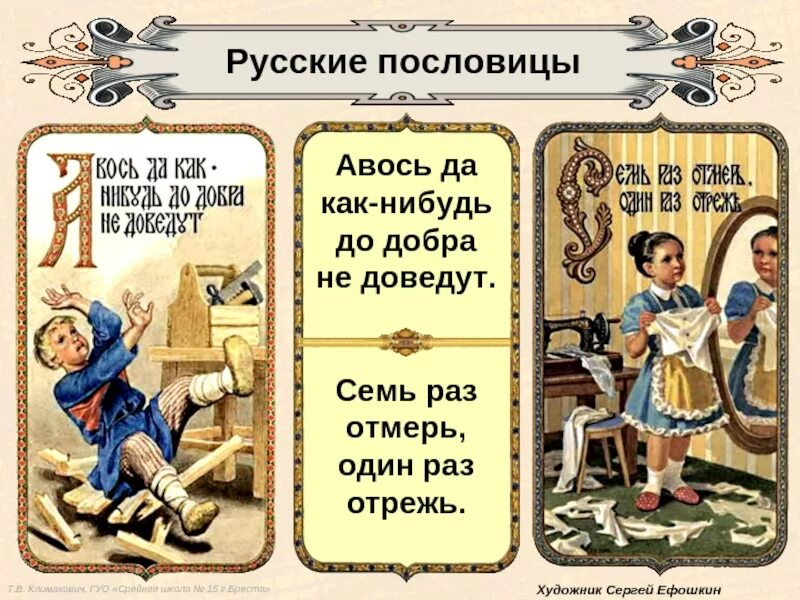 Русские пословицы
Авось да как-
нибудь до добра
не доведут
Авось да
как-нибудь
до добра
не доведут.
Семь раз
отмерь,
один раз
отрежь.
Семь раз отмерь,
один раз отрежь
Т.В. Климахович, ГУО «Средняя школа № 15 г.Бреста»
Художник Сергей Ефошкин